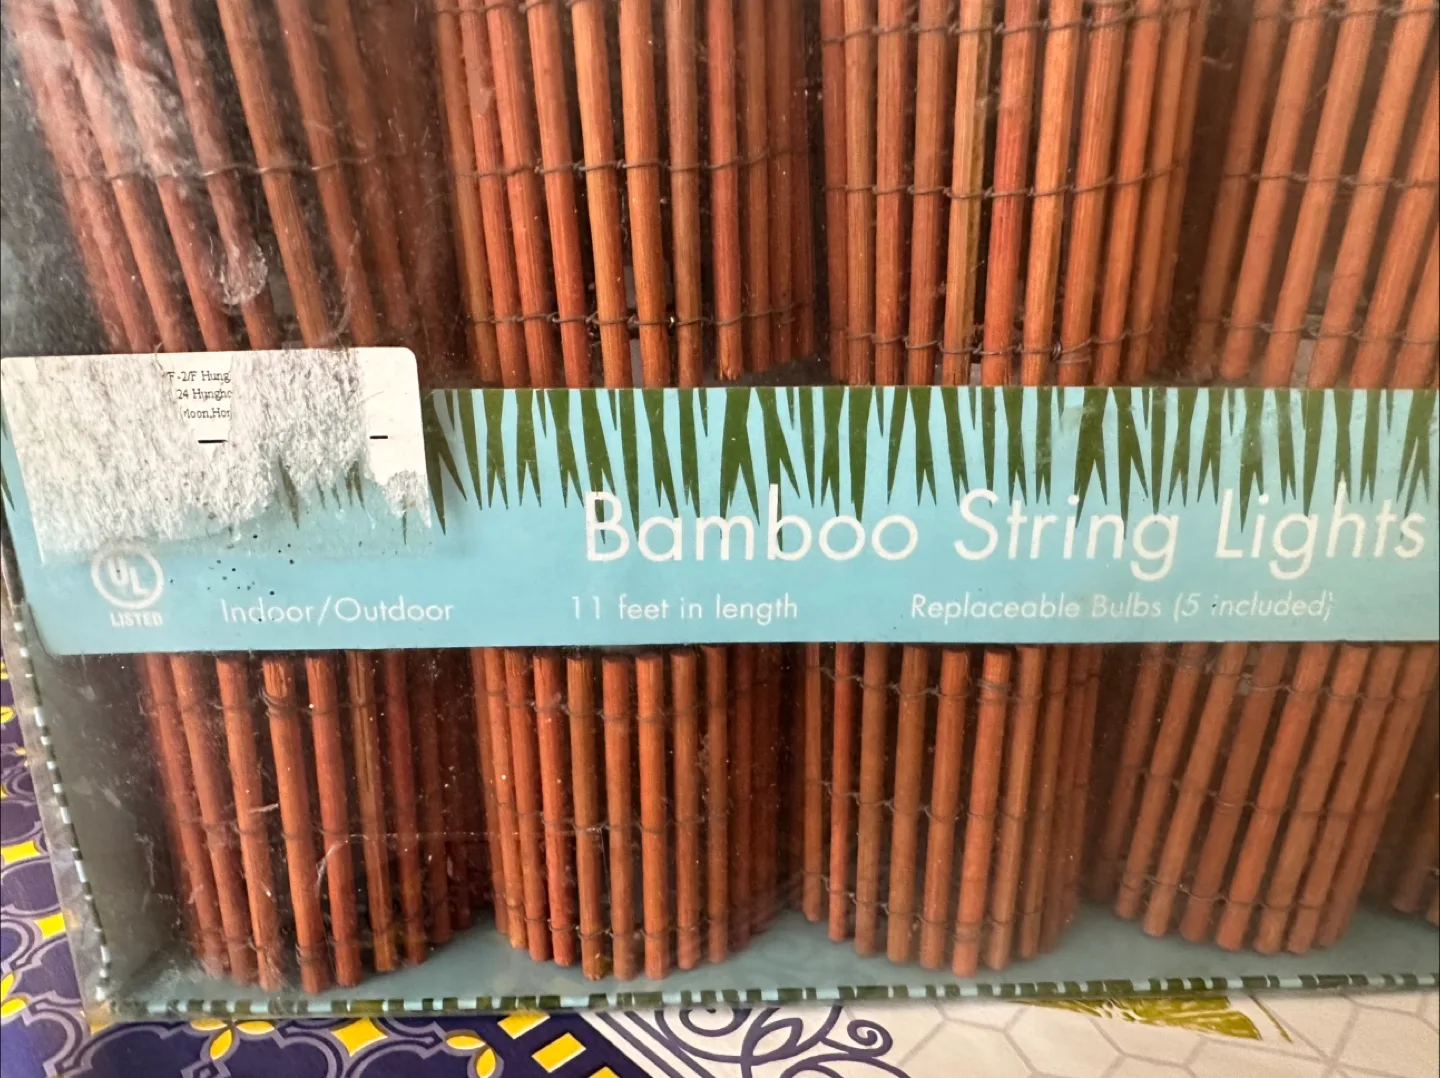 F-2/F Hung
24 Hungho
Moon,Hon
Bamboo String Lights
UL
LISTED
Indoor/Outdoor
11 feet in length
Replaceable Bulbs (5 included)